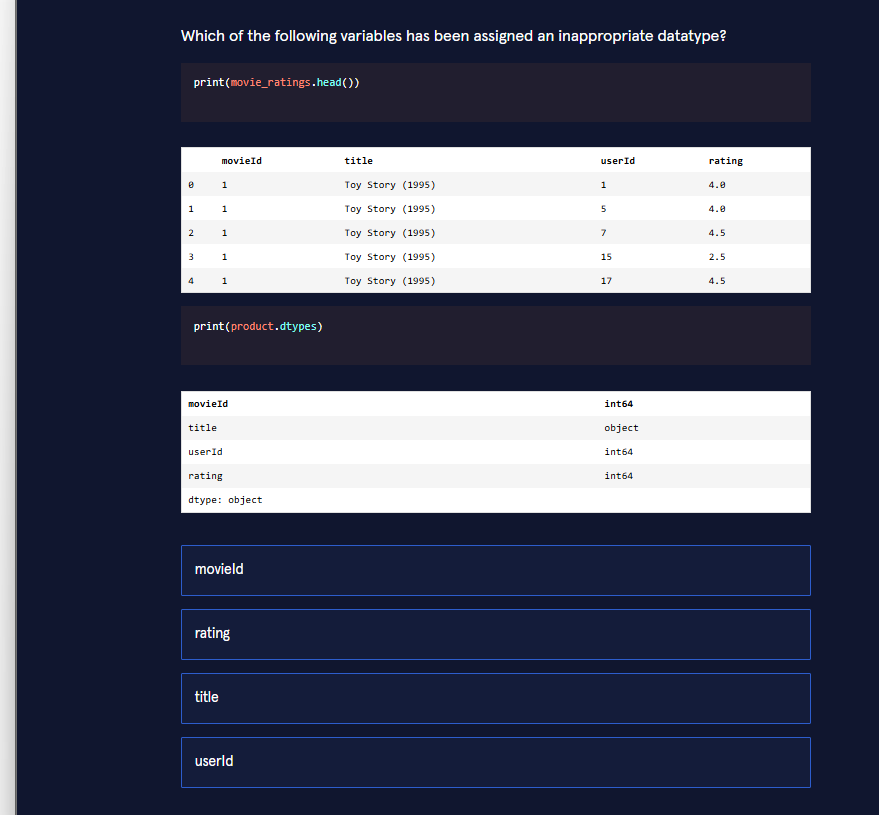 Which of the following variables has been assigned an inappropriate datatype?
print(movie_ratings.head())
movieId title userId rating
0 1 Toy Story (1995) 1 4.0
1 1 Toy Story (1995) 5 4.0
2 1 Toy Story (1995) 7 4.5
3 1 Toy Story (1995) 15 2.5
4 1 Toy Story (1995) 17 4.5
print(product.dtypes)
movieId int64
title object
userId int64
rating int64
dtype: object
movieId
rating
title
userId